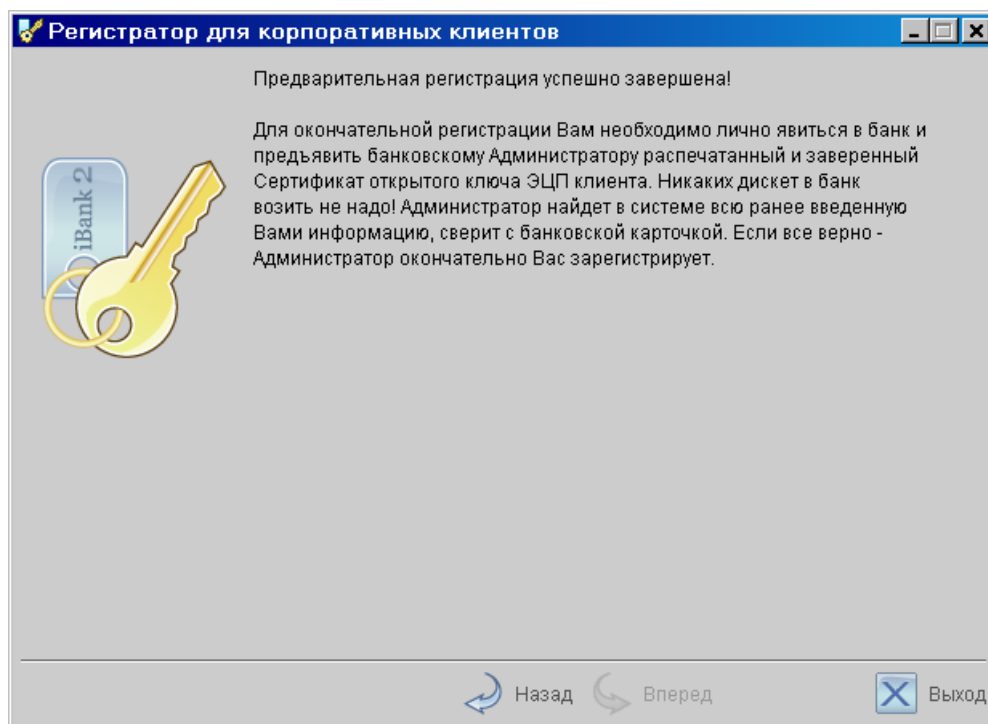 Регистратор для корпоративных клиентов
Предварительная регистрация успешно завершена!
Для окончательной регистрации Вам необходимо лично явиться в банк и
предъявить банковскому Администратору распечатанный и заверенный
Сертификат открытого ключа ЭЦП клиента. Никаких дискет в банк
возить не надо! Администратор найдет в системе всю ранее введенную
Вами информацию, сверит с банковской карточкой. Если все верно -
Администратор окончательно Вас зарегистрирует.
iBank 2
Назад
Вперед
Выход